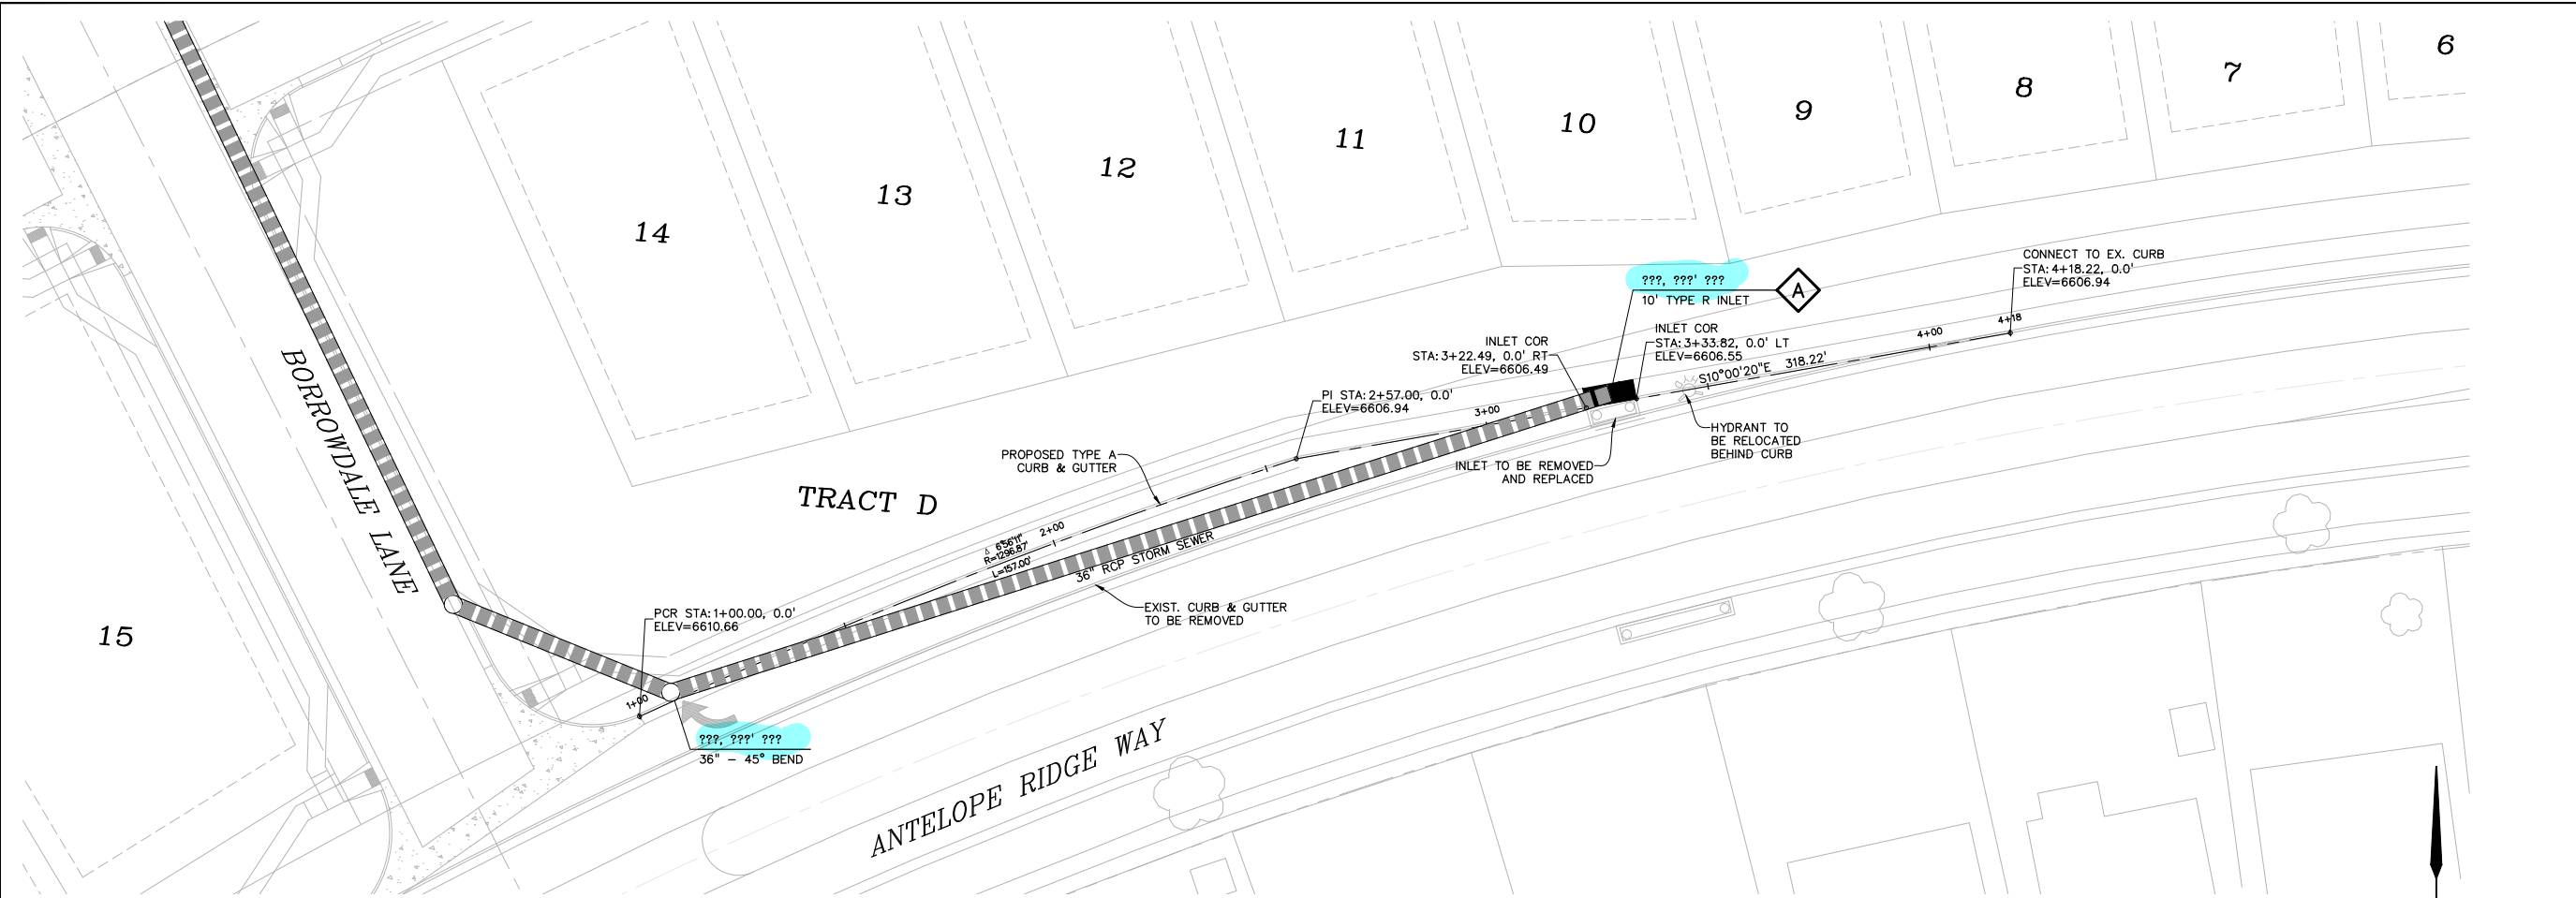 6
7
8
9
10
11
12
13
14
15
BORROWDALE LANE
TRACT D
ANTELOPE RIDGE WAY
???, ???' ???
10' TYPE R INLET
A
CONNECT TO EX. CURB
STA: 4+18.22, 0.0'
ELEV=6606.94
INLET COR
STA: 3+22.49, 0.0' RT
ELEV=6606.49
INLET COR
STA: 3+33.82, 0.0' LT
ELEV=6606.55
4+00
4+18
S10°00'20"E 318.22'
PI STA: 2+57.00, 0.0'
ELEV=6606.94
3+00
HYDRANT TO
BE RELOCATED
BEHIND CURB
PROPOSED TYPE A
CURB & GUTTER
INLET TO BE REMOVED
AND REPLACED
2+00
Δ 6°56'11"
R=1296.87'
L=157.00'
36" RCP STORM SEWER
EXIST. CURB & GUTTER
TO BE REMOVED
PCR STA: 1+00.00, 0.0'
ELEV=6610.66
1+00
???, ???' ???
36" - 45° BEND